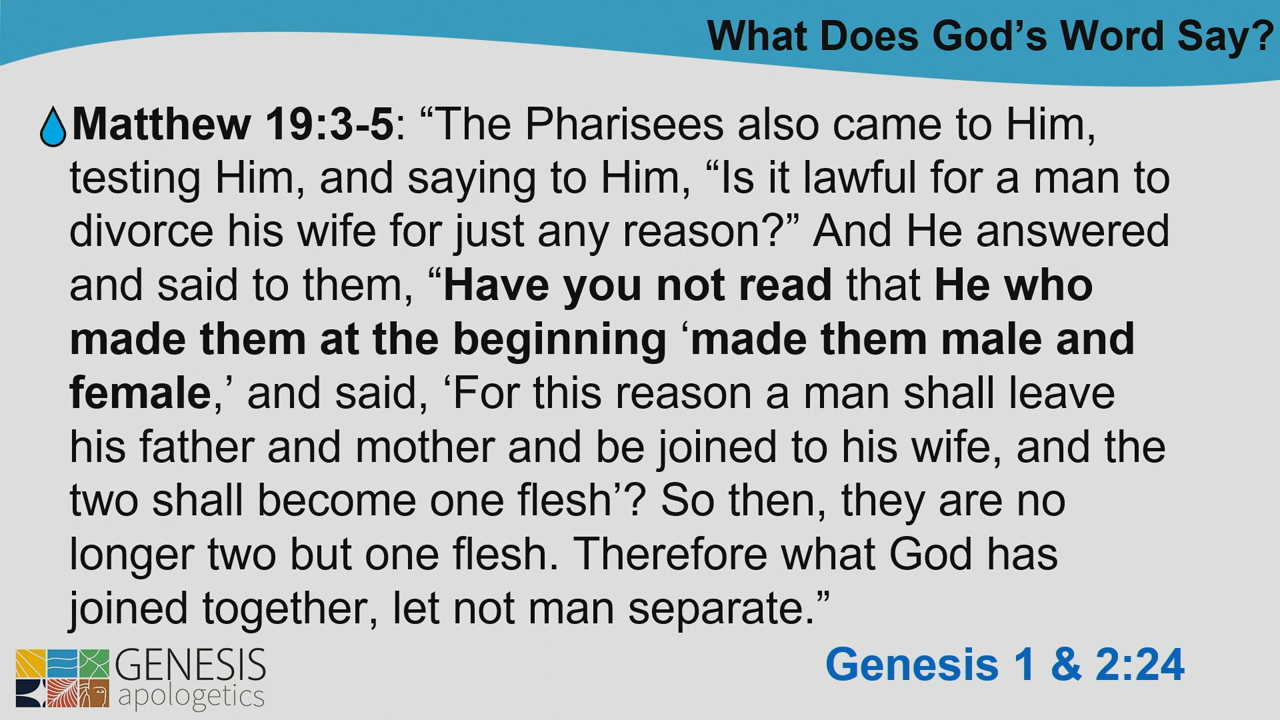 What Does God’s Word Say?
Matthew 19:3-5: “The Pharisees also came to Him,
testing Him, and saying to Him, “Is it lawful for a man to
divorce his wife for just any reason?” And He answered
and said to them, “Have you not read that He who
made them at the beginning ‘made them male and
female,’ and said, ‘For this reason a man shall leave
his father and mother and be joined to his wife, and the
two shall become one flesh’? So then, they are no
longer two but one flesh. Therefore what God has
joined together, let not man separate.”
GENESIS
apologetics
Genesis 1 & 2:24